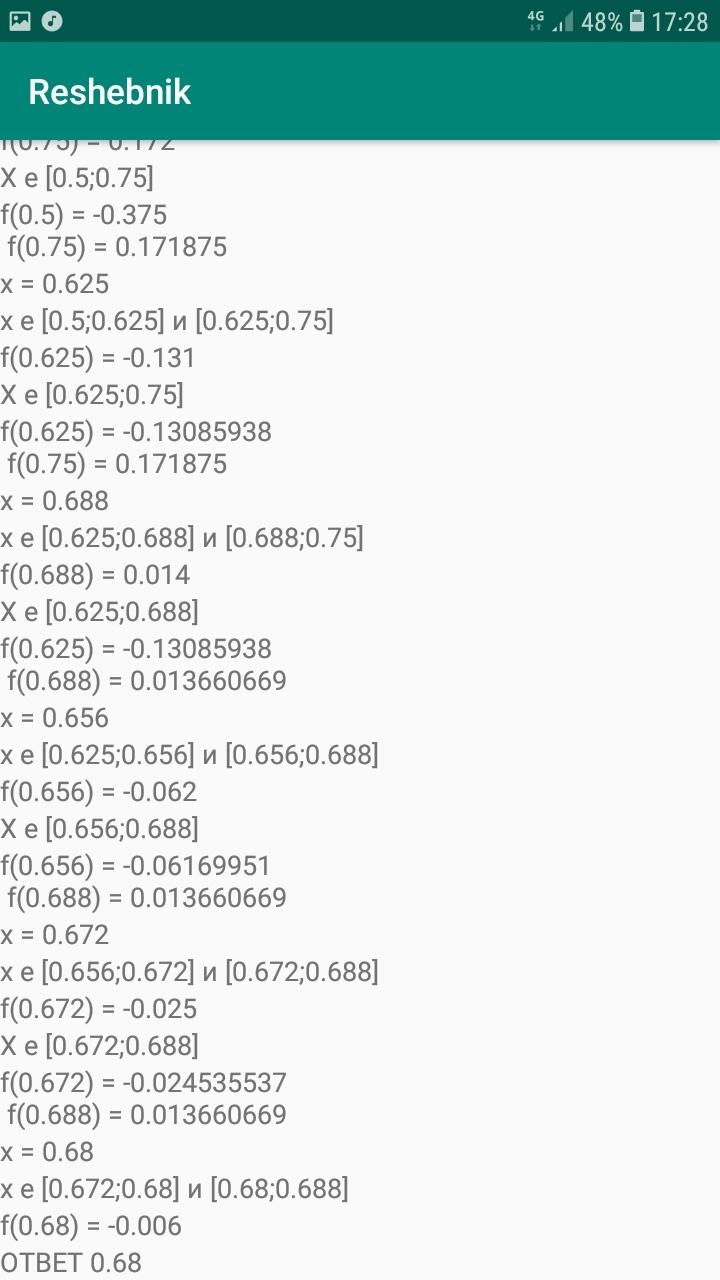 4G 48% 17:28
Reshebnik
f(0.75) = 0.172
X e [0.5;0.75]
f(0.5) = -0.375
f(0.75) = 0.171875
x = 0.625
x e [0.5;0.625] и [0.625;0.75]
f(0.625) = -0.131
X e [0.625;0.75]
f(0.625) = -0.13085938
f(0.75) = 0.171875
x = 0.688
x e [0.625;0.688] и [0.688;0.75]
f(0.688) = 0.014
X e [0.625;0.688]
f(0.625) = -0.13085938
f(0.688) = 0.013660669
x = 0.656
x e [0.625;0.656] и [0.656;0.688]
f(0.656) = -0.062
X e [0.656;0.688]
f(0.656) = -0.06169951
f(0.688) = 0.013660669
x = 0.672
x e [0.656;0.672] и [0.672;0.688]
f(0.672) = -0.025
X e [0.672;0.688]
f(0.672) = -0.024535537
f(0.688) = 0.013660669
x = 0.68
x e [0.672;0.68] и [0.68;0.688]
f(0.68) = -0.006
ОТВЕТ 0.68